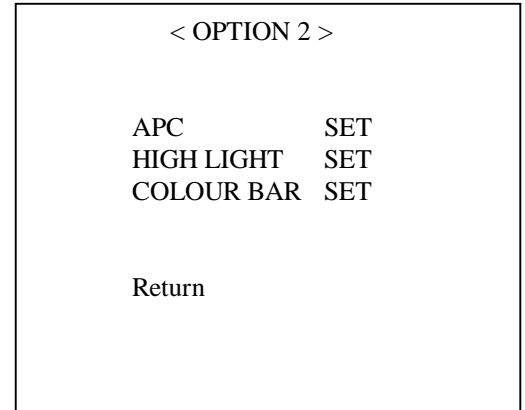 < OPTION 2 >
APC SET
HIGH LIGHT SET
COLOUR BAR SET
Return